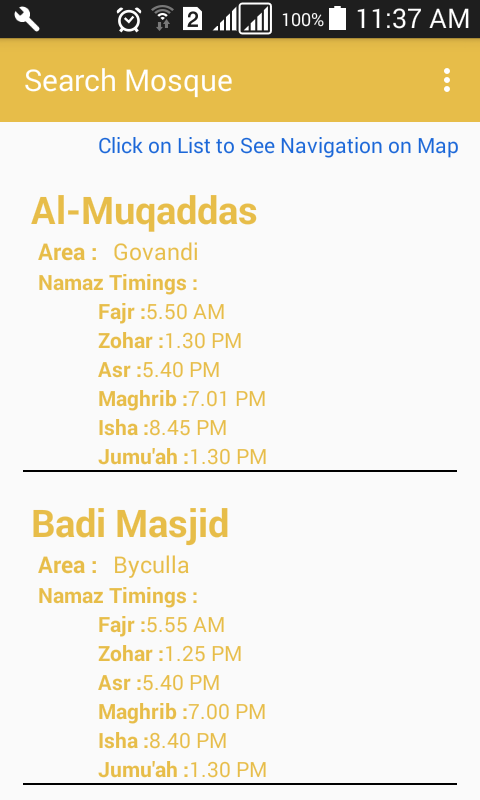 2 100% 11:37 AM
Search Mosque
Click on List to See Navigation on Map
Al-Muqaddas
Area : Govandi
Namaz Timings :
Fajr :5.50 AM
Zohar :1.30 PM
Asr :5.40 PM
Maghrib :7.01 PM
Isha :8.45 PM
Jumu'ah :1.30 PM
Badi Masjid
Area : Byculla
Namaz Timings :
Fajr :5.55 AM
Zohar :1.25 PM
Asr :5.40 PM
Maghrib :7.00 PM
Isha :8.40 PM
Jumu'ah :1.30 PM